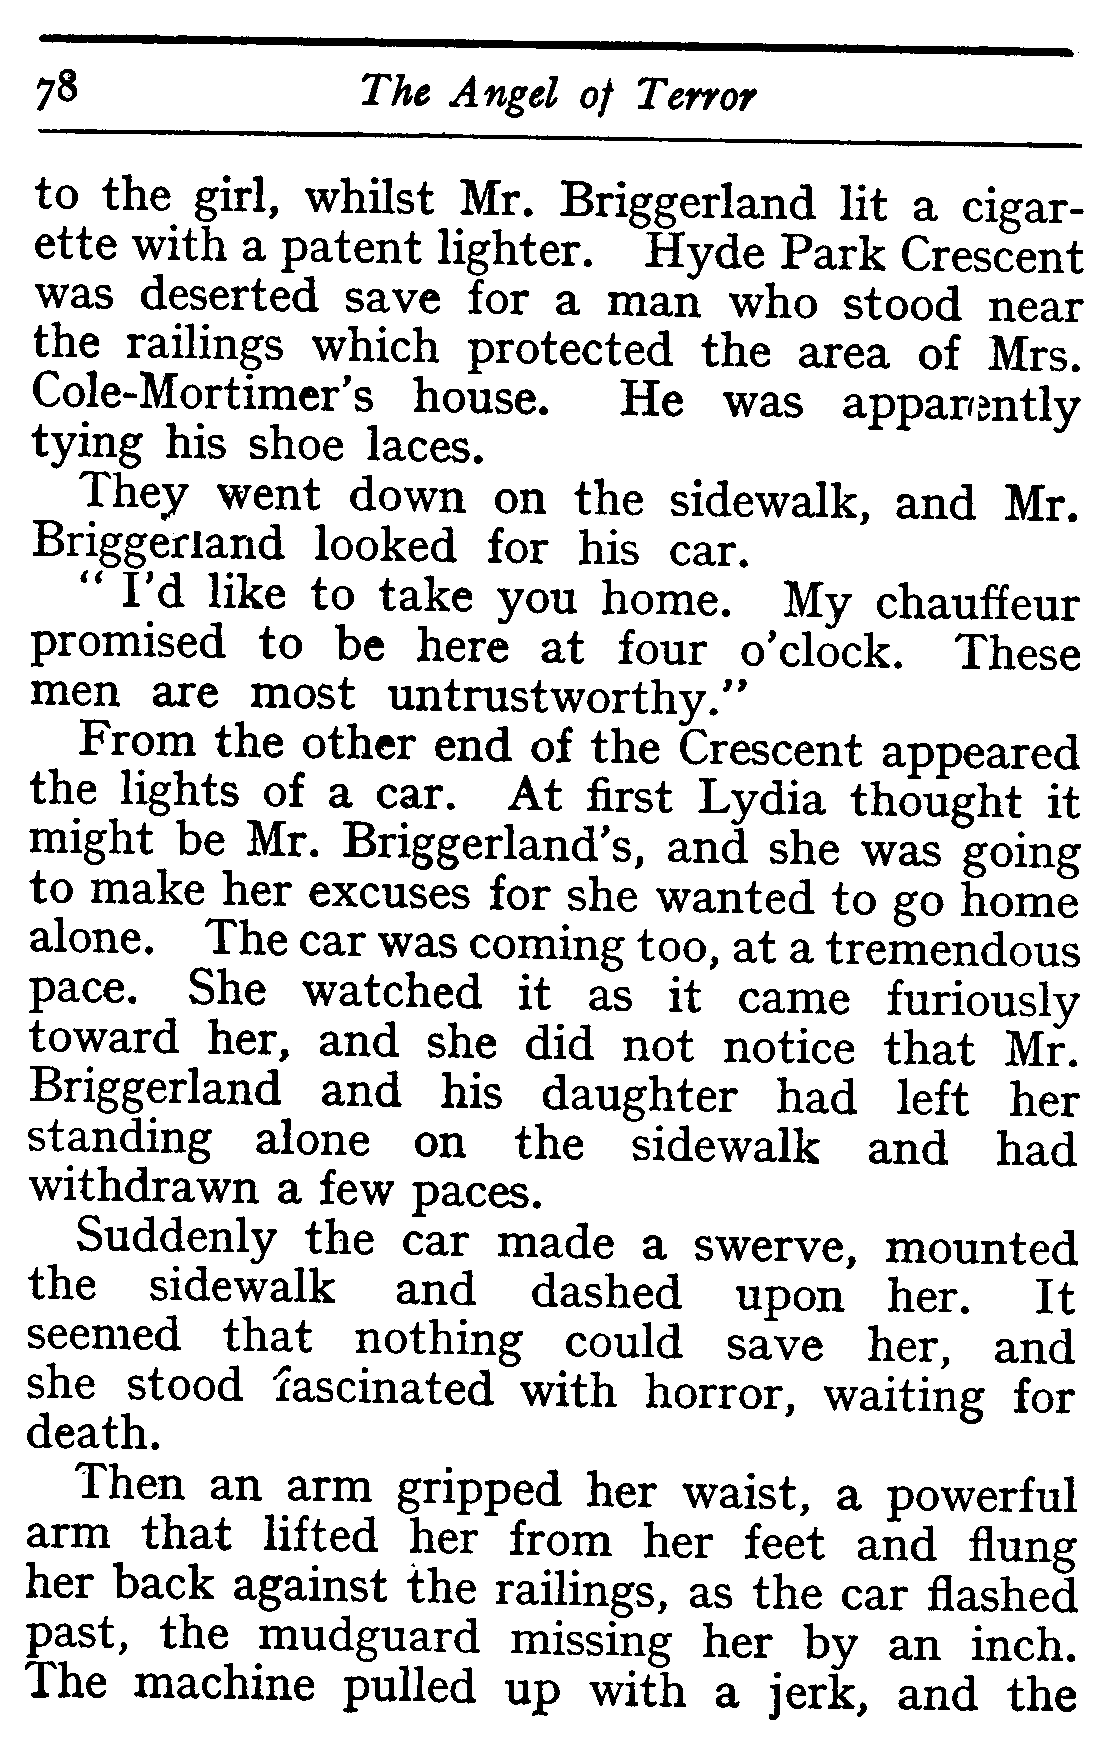 78 The Angel of Terror
to the girl, whilst Mr. Briggerland lit a cigar-
ette with a patent lighter. Hyde Park Crescent
was deserted save for a man who stood near
the railings which protected the area of Mrs.
Cole-Mortimer's house. He was apparently
tying his shoe laces.
They went down on the sidewalk, and Mr.
Briggerland looked for his car.
"I'd like to take you home. My chauffeur
promised to be here at four o'clock. These
men are most untrustworthy."
From the other end of the Crescent appeared
the lights of a car. At first Lydia thought it
might be Mr. Briggerland's, and she was going
to make her excuses for she wanted to go home
alone. The car was coming too, at a tremendous
pace. She watched it as it came furiously
toward her, and she did not notice that Mr.
Briggerland and his daughter had left her
standing alone on the sidewalk and had
withdrawn a few paces.
Suddenly the car made a swerve, mounted
the sidewalk and dashed upon her. It
seemed that nothing could save her, and
she stood fascinated with horror, waiting for
death.
Then an arm gripped her waist, a powerful
arm that lifted her from her feet and flung
her back against the railings, as the car flashed
past, the mudguard missing her by an inch.
The machine pulled up with a jerk, and the